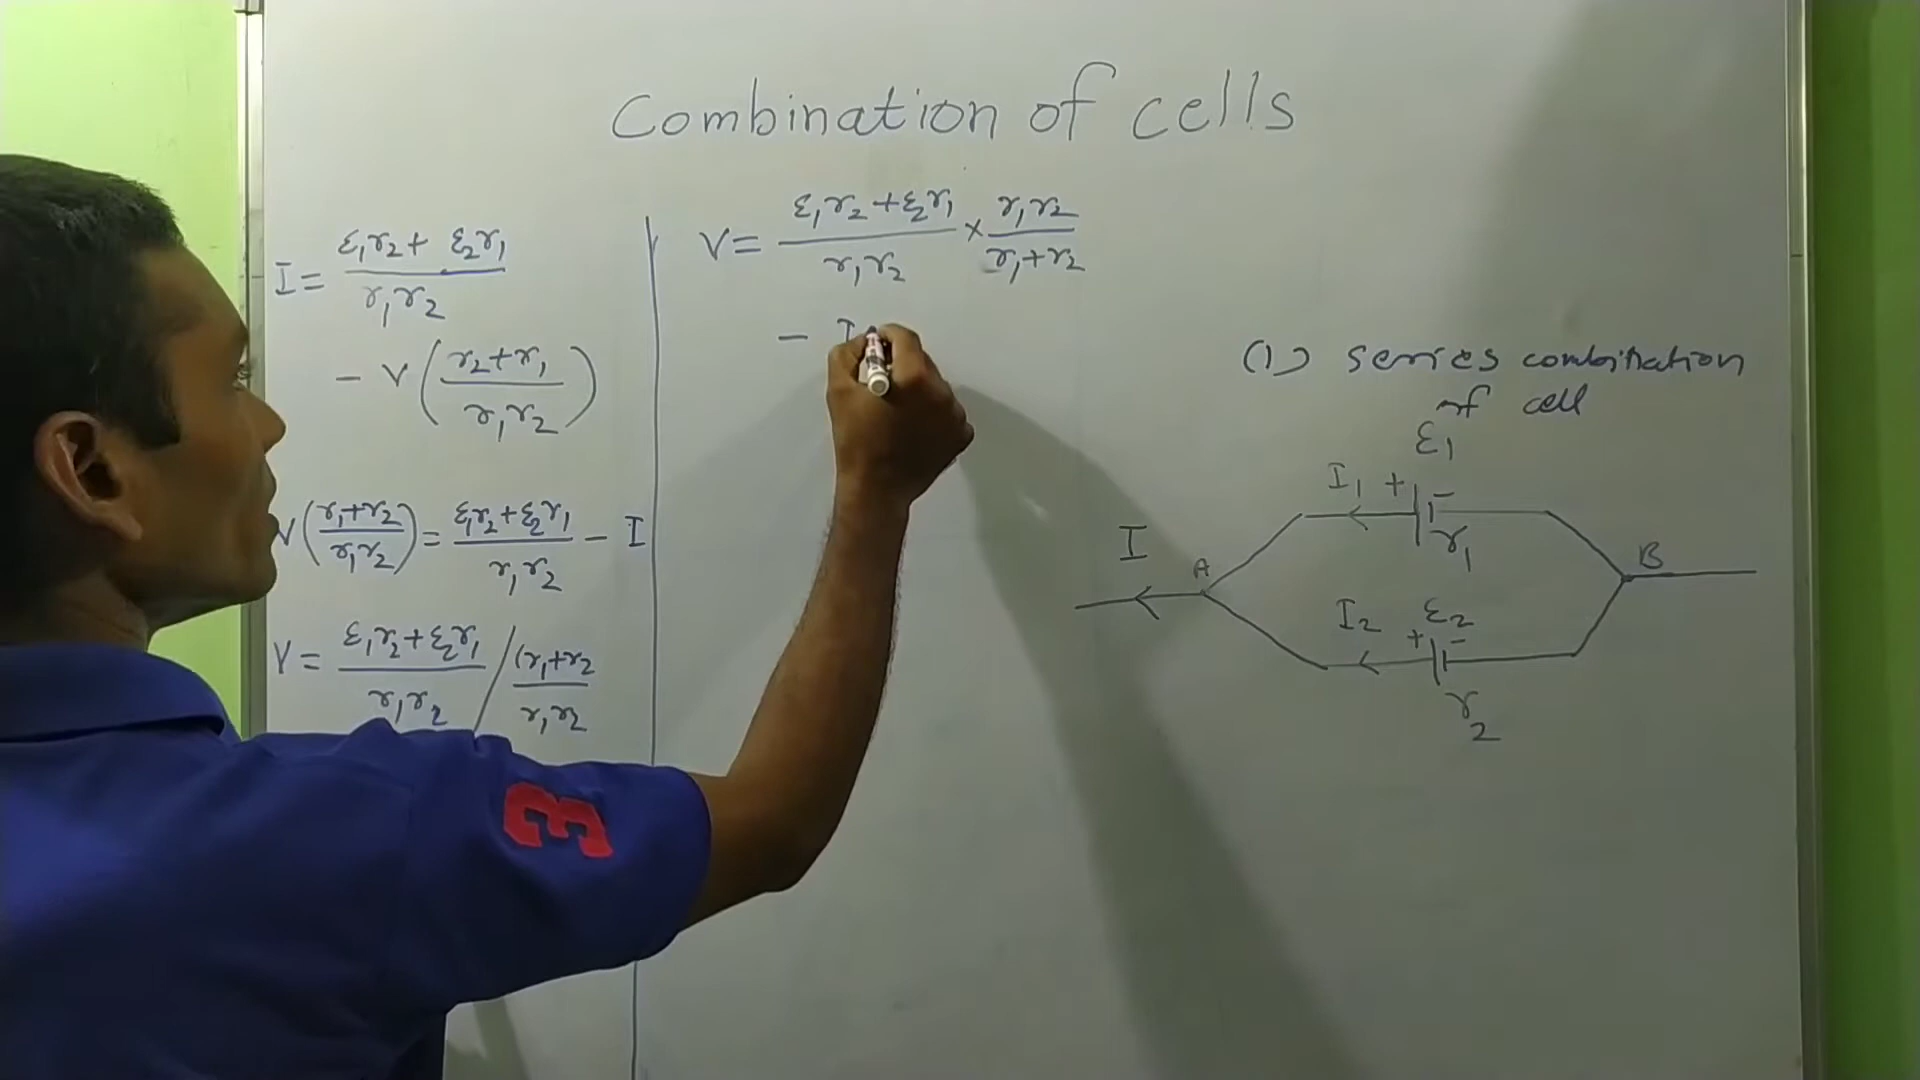 Combination of cells
I = ε₁r₂ + ε₂r₁ / r₁r₂
- V ( r₂+r₁ / r₁r₂ )
V ( r₁+r₂ / r₁r₂ ) = ε₁r₂+ε₂r₁ / r₁r₂ - I
V = ε₁r₂+ε₂r₁ / r₁r₂ / (r₁+r₂ / r₁r₂
V = ε₁r₂+ε₂r₁ / r₁r₂ × r₁r₂ / r₁+r₂
- I
(1) series combination
of cell
ε₁
I₁ + -
r₁
I
A
B
I₂ ε₂
+ -
r₂
3